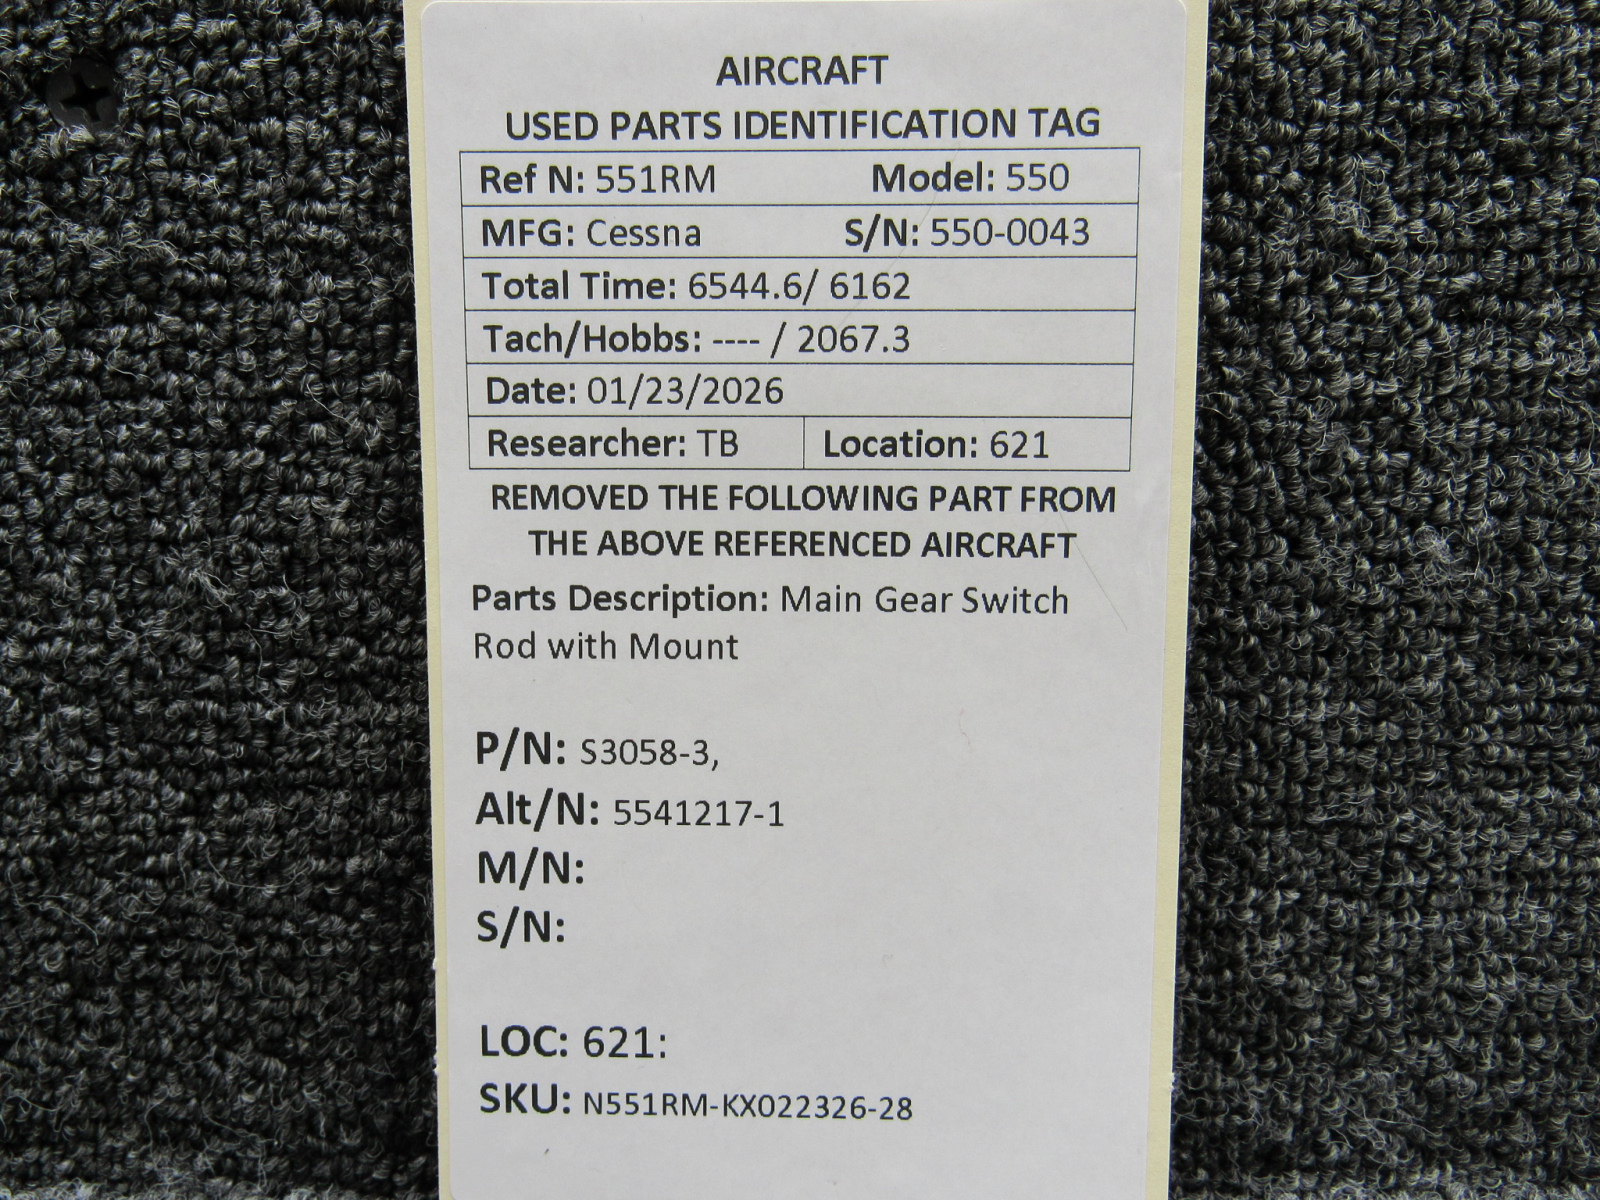 AIRCRAFT
USED PARTS IDENTIFICATION TAG
Ref N: 551RM Model: 550
MFG: Cessna S/N: 550-0043
Total Time: 6544.6/ 6162
Tach/Hobbs: ---- / 2067.3
Date: 01/23/2026
Researcher: TB Location: 621
REMOVED THE FOLLOWING PART FROM
THE ABOVE REFERENCED AIRCRAFT
Parts Description: Main Gear Switch
Rod with Mount
P/N: S3058-3,
Alt/N: 5541217-1
M/N:
S/N:
LOC: 621:
SKU: N551RM-KX022326-28